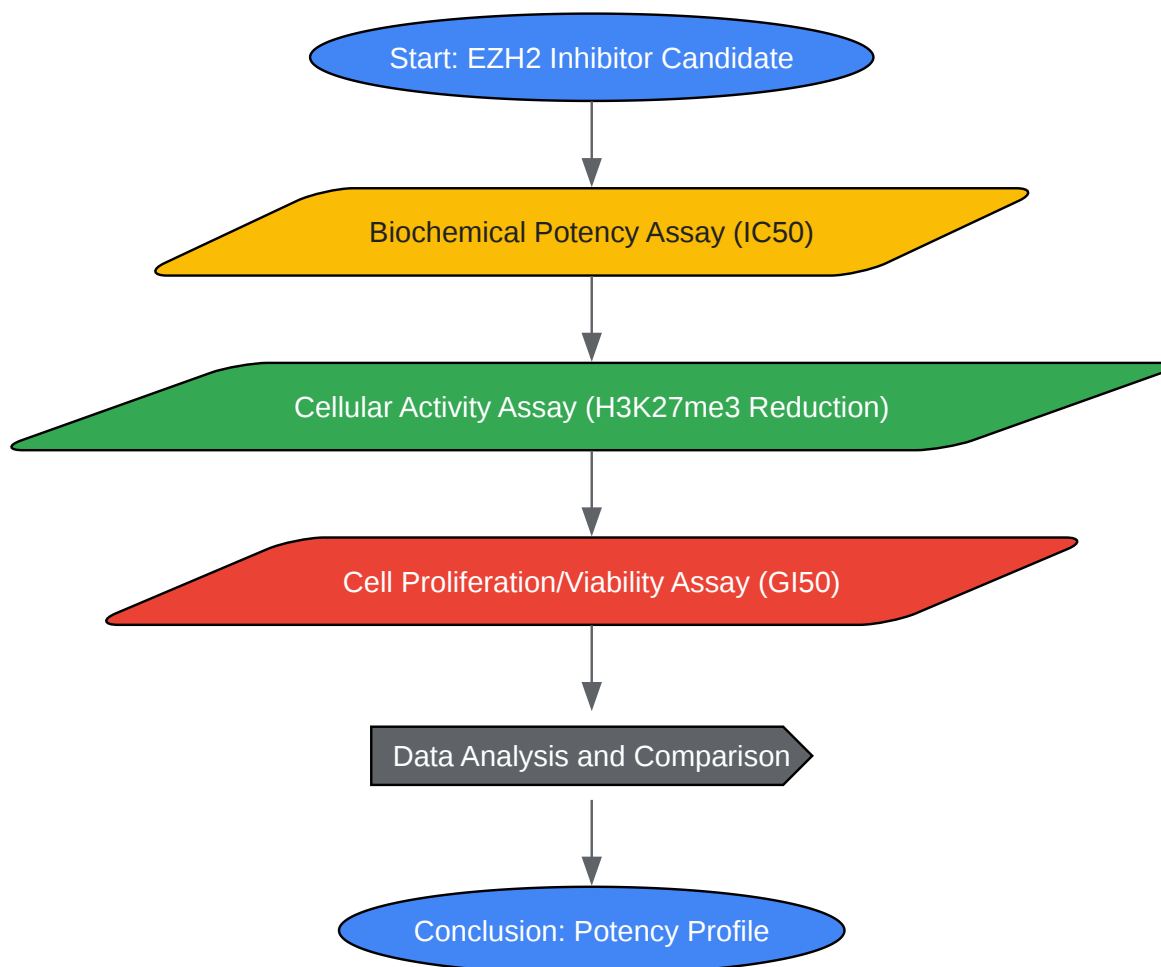 Start: EZH2 Inhibitor Candidate
Biochemical Potency Assay (IC50)
Cellular Activity Assay (H3K27me3 Reduction)
Cell Proliferation/Viability Assay (GI50)
Data Analysis and Comparison
Conclusion: Potency Profile